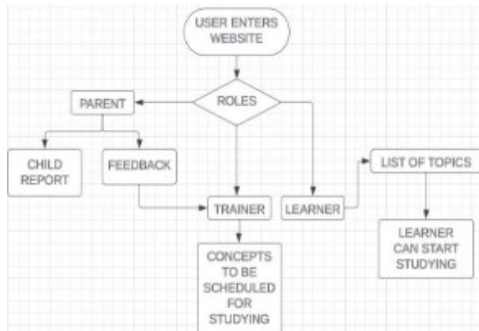 USER ENTERS
WEBSITE
PARENT
ROLES
CHILD
REPORT
FEEDBACK
LIST OF TOPICS
TRAINER
LEARNER
LEARNER
CAN START
STUDYING
CONCEPTS
TO BE
SCHEDULED
FOR
STUDYING